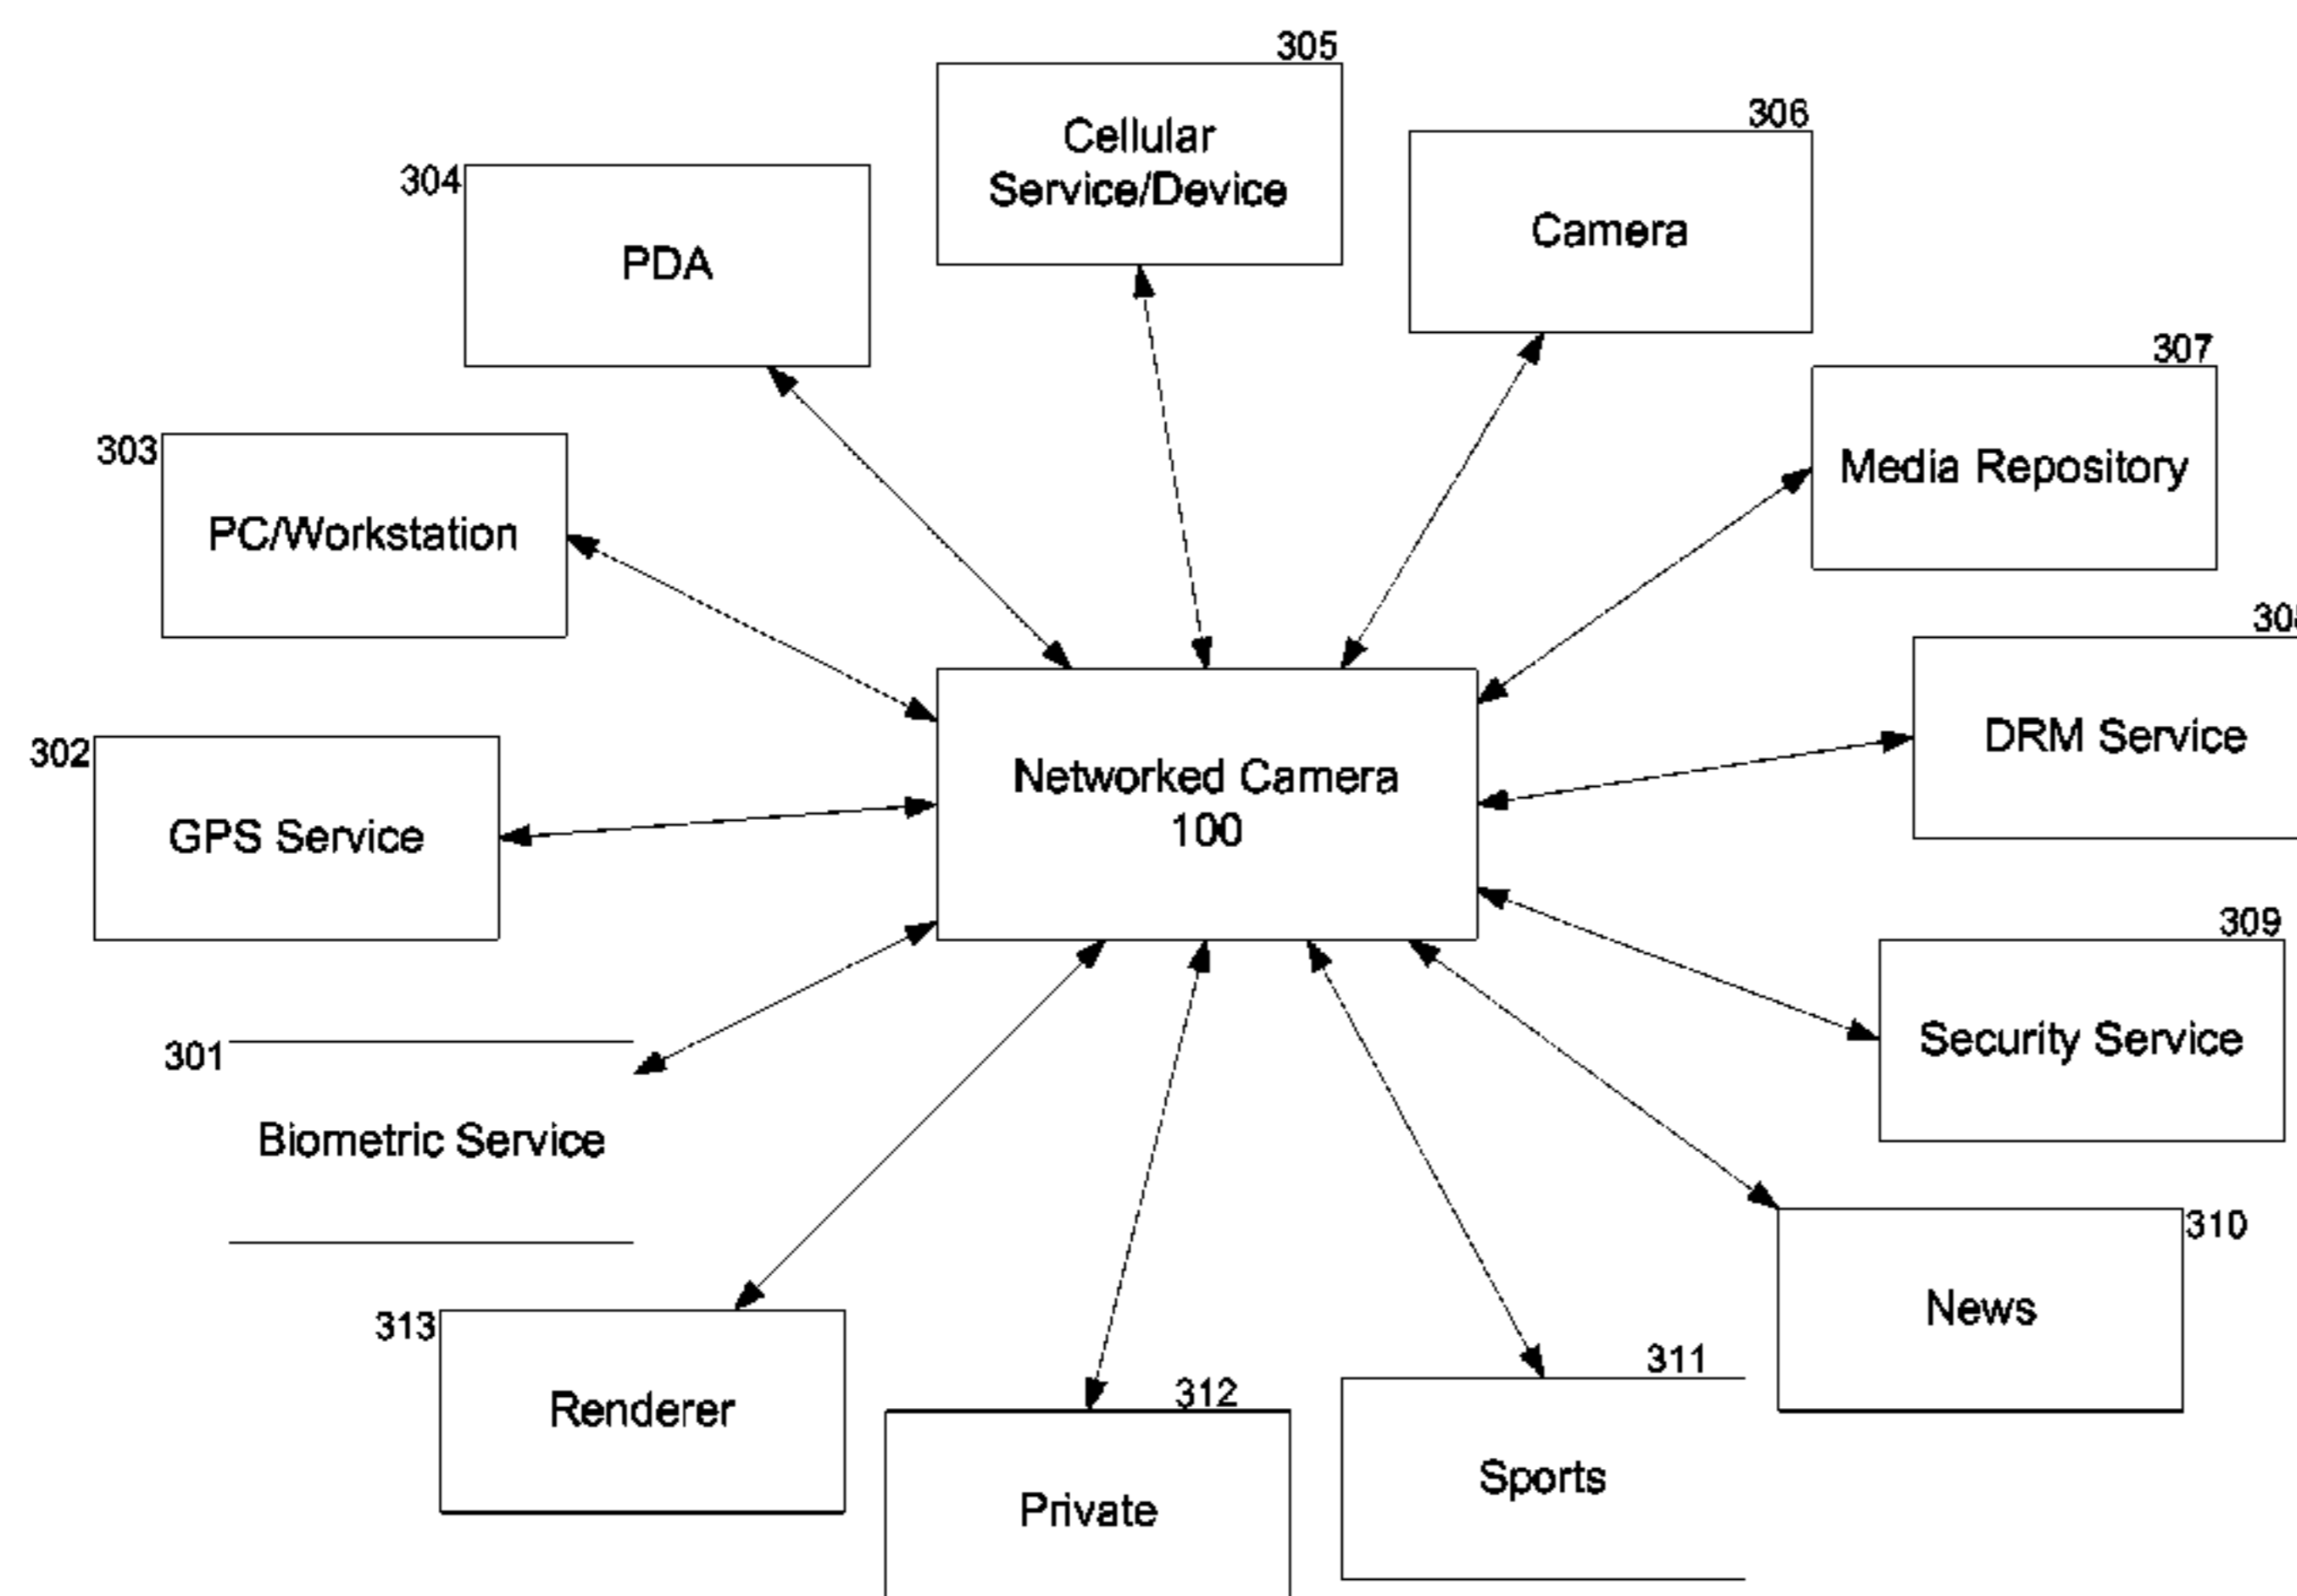 305
Cellular
Service/Device
306
Camera
304
PDA
307
Media Repository
303
PC/Workstation
308
DRM Service
302
GPS Service
Networked Camera
100
309
Security Service
301
Biometric Service
310
News
313
Renderer
312
Private
311
Sports